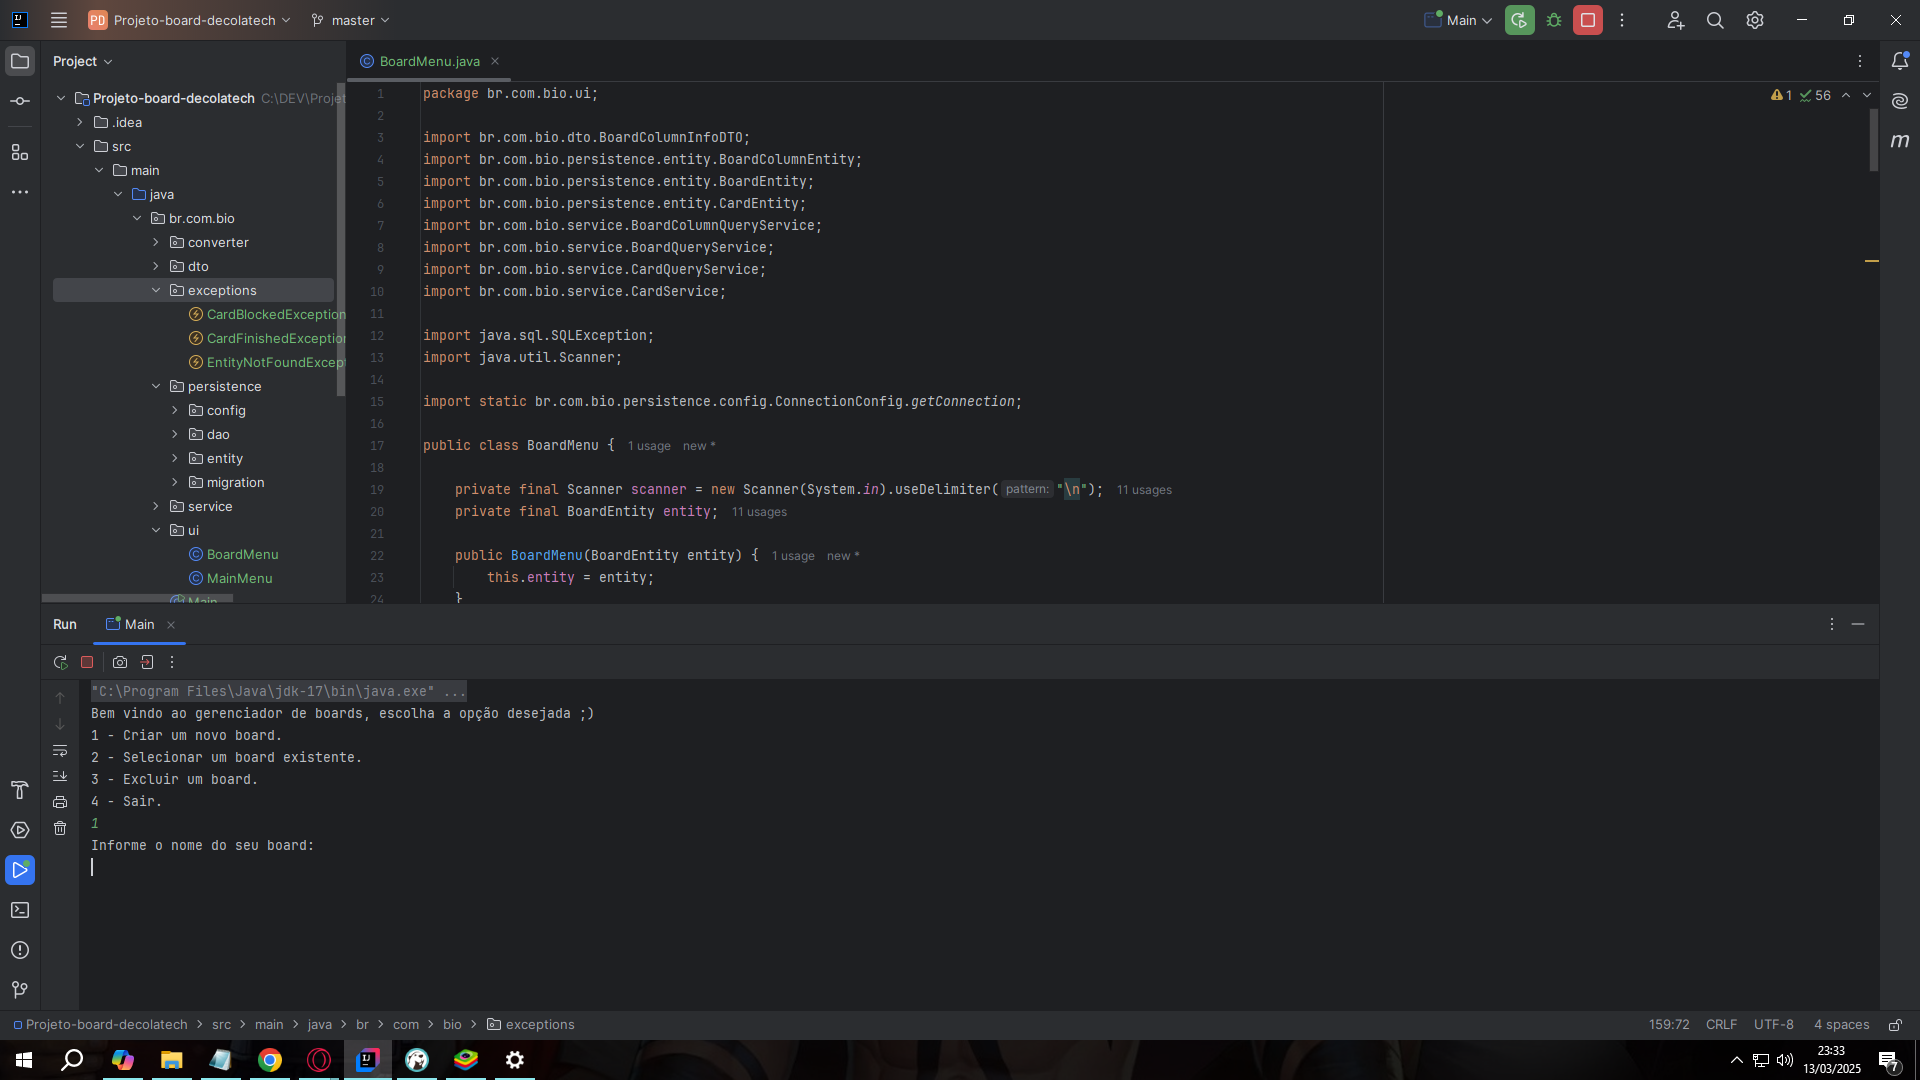 PD Projeto-board-decolatech master Main
Project
Projeto-board-decolatech C:\DEV\Projet
.idea
src
main
java
br.com.bio
converter
dto
exceptions
CardBlockedException
CardFinishedException
EntityNotFoundExcept
persistence
config
dao
entity
migration
service
ui
BoardMenu
MainMenu
Main
BoardMenu.java
1 56
1 package br.com.bio.ui;
2
3 import br.com.bio.dto.BoardColumnInfoDTO;
4 import br.com.bio.persistence.entity.BoardColumnEntity;
5 import br.com.bio.persistence.entity.BoardEntity;
6 import br.com.bio.persistence.entity.CardEntity;
7 import br.com.bio.service.BoardColumnQueryService;
8 import br.com.bio.service.BoardQueryService;
9 import br.com.bio.service.CardQueryService;
10 import br.com.bio.service.CardService;
11
12 import java.sql.SQLException;
13 import java.util.Scanner;
14
15 import static br.com.bio.persistence.config.ConnectionConfig.getConnection;
16
17 public class BoardMenu { 1 usage new *
18
19 private final Scanner scanner = new Scanner(System.in).useDelimiter( pattern: "\n"); 11 usages
20 private final BoardEntity entity; 11 usages
21
22 public BoardMenu(BoardEntity entity) { 1 usage new *
23 this.entity = entity;
24 }
m
Run Main
"C:\Program Files\Java\jdk-17\bin\java.exe" ...
Bem vindo ao gerenciador de boards, escolha a opção desejada ;)
1 - Criar um novo board.
2 - Selecionar um board existente.
3 - Excluir um board.
4 - Sair.
1
Informe o nome do seu board:
Projeto-board-decolatech > src > main > java > br > com > bio > exceptions 159:72 CRLF UTF-8 4 spaces
23:33
13/03/2025
7